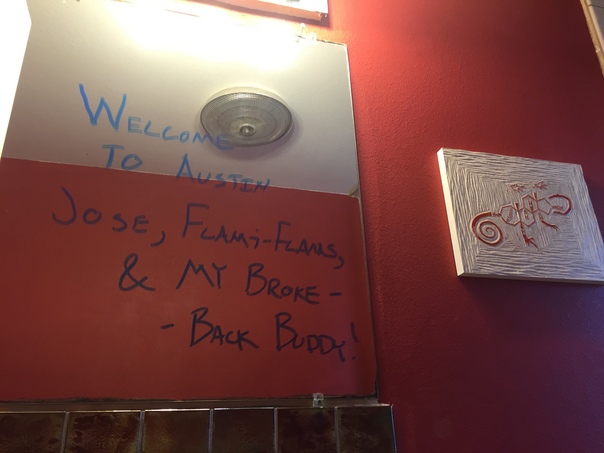 Welcome
to Austin
Jose, Flami-Flams,
& My Broke-
- Back Buddy!